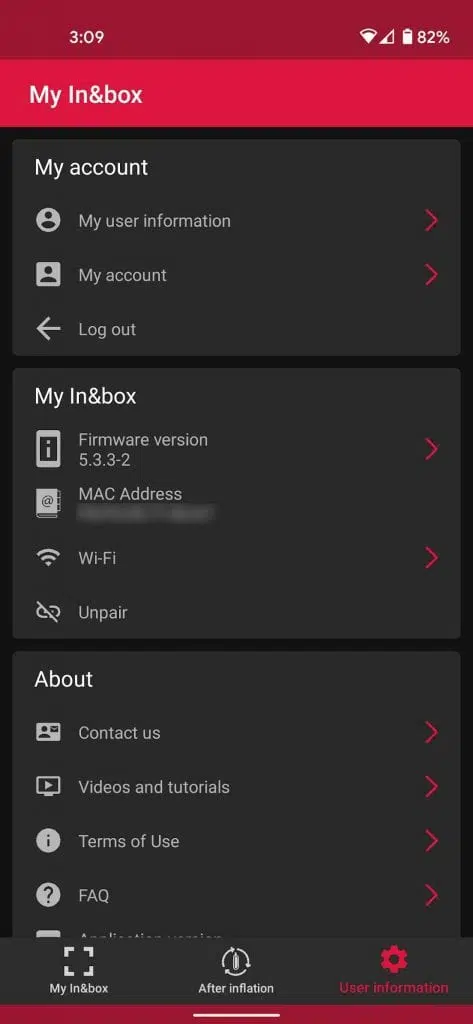 3:09
82%
My In&box
My account
My user information
My account
Log out
My In&box
Firmware version
5.3.3-2
MAC Address
Wi-Fi
Unpair
About
Contact us
Videos and tutorials
Terms of Use
FAQ
Application version
My In&box
After inflation
User information